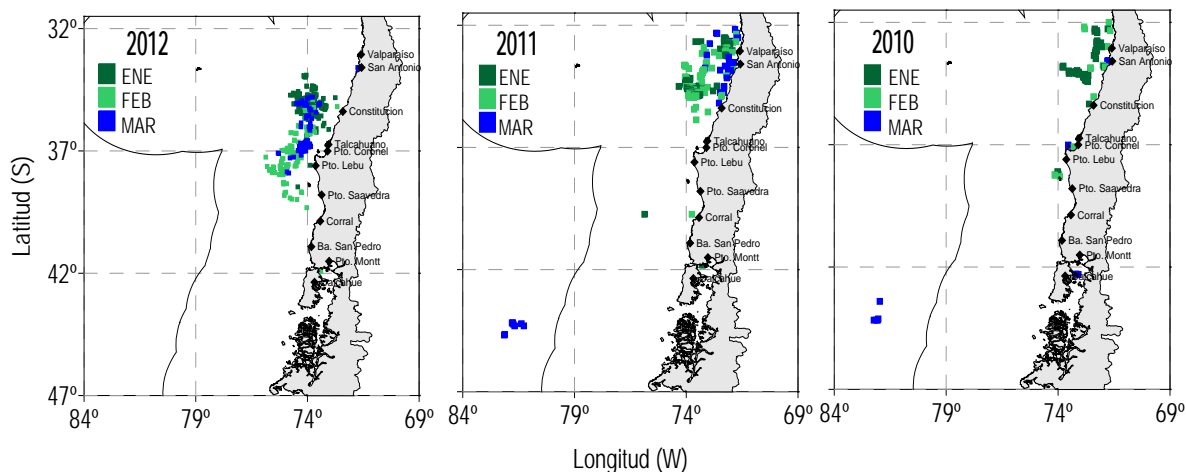 2012
ENE
FEB
MAR
Valparaíso
San Antonio
Constitucion
Talcahuano
Pto. Coronel
Pto. Lebu
Pto. Saavedra
Corral
Ba. San Pedro
Pto. Montt
2011
ENE
FEB
MAR
Valparaíso
San Antonio
Constitucion
Talcahuano
Pto. Coronel
Pto. Lebu
Pto. Saavedra
Corral
Ba. San Pedro
Pto. Montt
2010
ENE
FEB
MAR
Valparaíso
San Antonio
Constitucion
Talcahuano
Pto. Coronel
Pto. Lebu
Pto. Saavedra
Corral
Ba. San Pedro
Pto. Montt
32º
37º
42º
47º
Latitud (S)
84º 79º 74º 69º
84º 79º 74º 69º
84º 79º 74º 69º
Longitud (W)